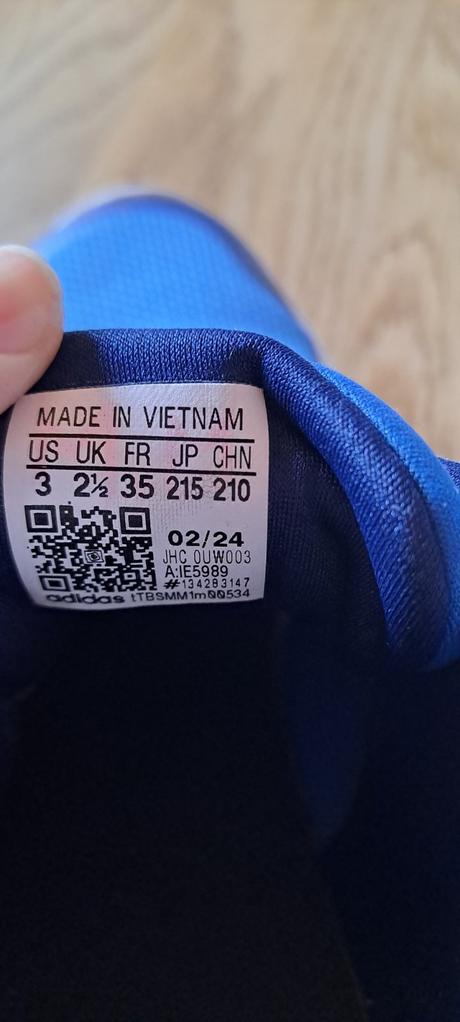 MADE IN VIETNAM
US UK FR JP CHN
3 2½ 35 215 210
02/24
JHC 0UW003
A:IE5989
#134283147
adidas tTBSMM1m00534